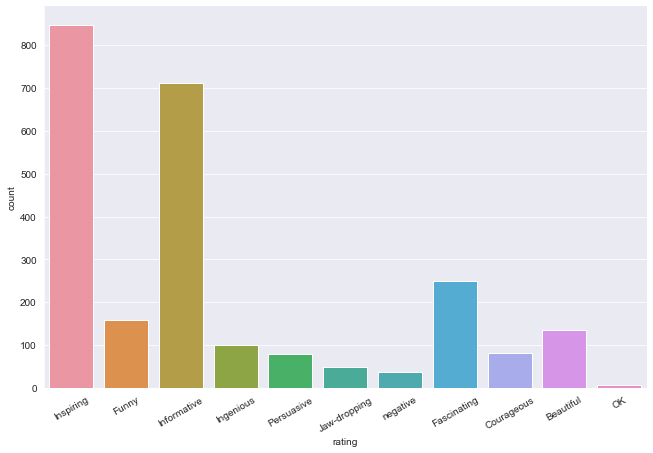 count
800
700
600
500
400
300
200
100
0
Inspiring
Funny
Informative
Ingenious
Persuasive
Jaw-dropping
negative
Fascinating
Courageous
Beautiful
OK
rating